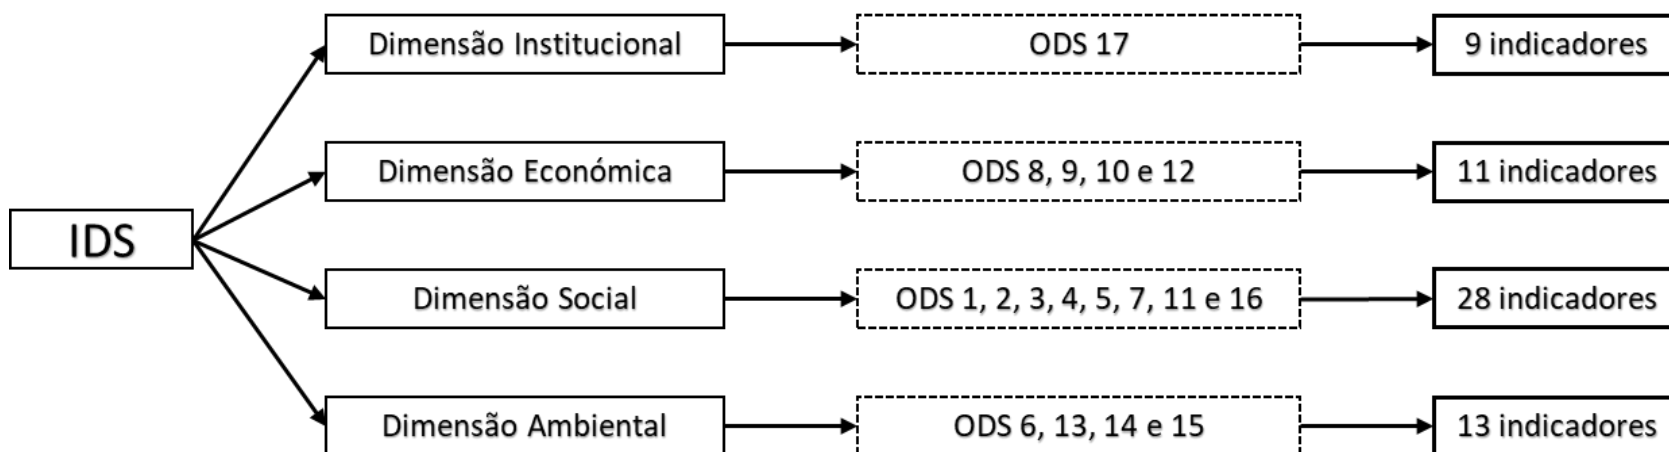 Dimensão Institucional
ODS 17
9 indicadores
Dimensão Económica
ODS 8, 9, 10 e 12
11 indicadores
IDS
Dimensão Social
ODS 1, 2, 3, 4, 5, 7, 11 e 16
28 indicadores
Dimensão Ambiental
ODS 6, 13, 14 e 15
13 indicadores